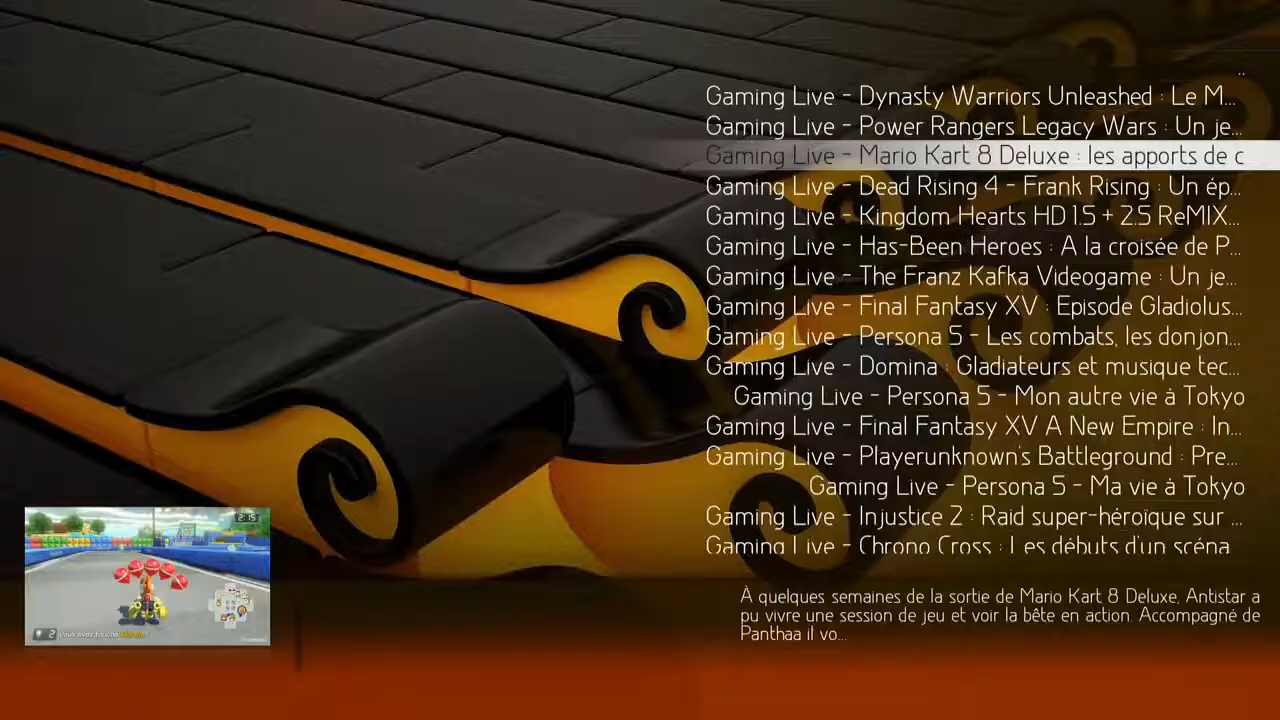 ..
Gaming Live - Dynasty Warriors Unleashed : Le M...
Gaming Live - Power Rangers Legacy Wars : Un je...
Gaming Live - Mario Kart 8 Deluxe : les apports de c
Gaming Live - Dead Rising 4 - Frank Rising : Un ép...
Gaming Live - Kingdom Hearts HD 1.5 + 2.5 ReMIX...
Gaming Live - Has-Been Heroes : A la croisée de P...
Gaming Live - The Franz Kafka Videogame : Un je...
Gaming Live - Final Fantasy XV : Episode Gladiolus...
Gaming Live - Persona 5 - Les combats, les donjon...
Gaming Live - Domina : Gladiateurs et musique tec...
Gaming Live - Persona 5 - Mon autre vie à Tokyo
Gaming Live - Final Fantasy XV A New Empire : In...
Gaming Live - Playerunknown's Battleground : Pre...
Gaming Live - Persona 5 - Ma vie à Tokyo
Gaming Live - Injustice 2 : Raid super-héroïque sur ...
Gaming Live - Chrono Cross : Les débuts d'un scéna
À quelques semaines de la sortie de Mario Kart 8 Deluxe, Antistar a
pu vivre une session de jeu et voir la bête en action. Accompagné de
Panthaa il vo...
2:15
2 Vous avez touché